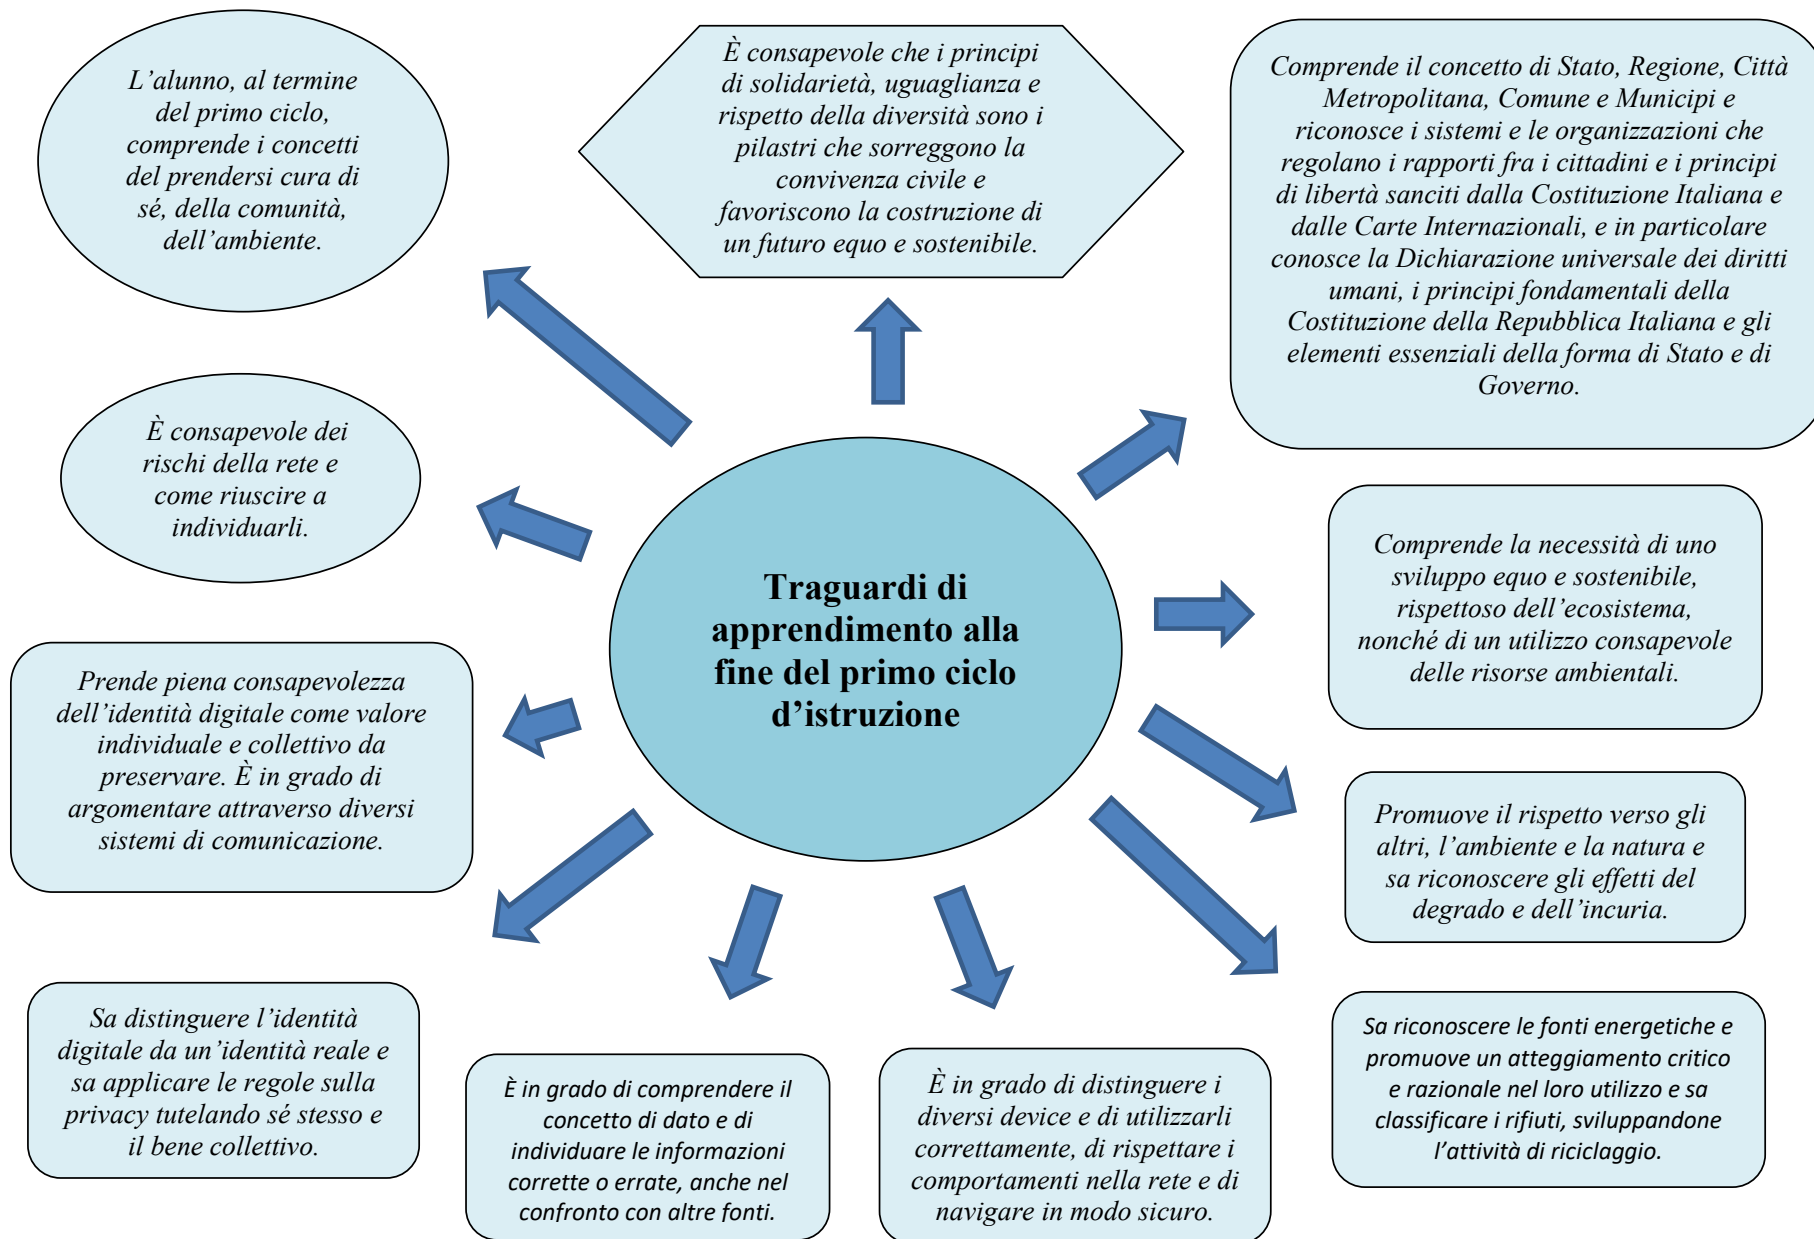 L’alunno, al termine
del primo ciclo,
comprende i concetti
del prendersi cura di
sé, della comunità,
dell’ambiente.
È consapevole che i principi
di solidarietà, uguaglianza e
rispetto della diversità sono i
pilastri che sorreggono la
convivenza civile e
favoriscono la costruzione di
un futuro equo e sostenibile.
Comprende il concetto di Stato, Regione, Città
Metropolitana, Comune e Municipi e
riconosce i sistemi e le organizzazioni che
regolano i rapporti fra i cittadini e i principi
di libertà sanciti dalla Costituzione Italiana e
dalle Carte Internazionali, e in particolare
conosce la Dichiarazione universale dei diritti
umani, i principi fondamentali della
Costituzione della Repubblica Italiana e gli
elementi essenziali della forma di Stato e di
Governo.
È consapevole dei
rischi della rete e
come riuscire a
individuarli.
Traguardi di
apprendimento alla
fine del primo ciclo
d’istruzione
Comprende la necessità di uno
sviluppo equo e sostenibile,
rispettoso dell’ecosistema,
nonché di un utilizzo consapevole
delle risorse ambientali.
Prende piena consapevolezza
dell’identità digitale come valore
individuale e collettivo da
preservare. È in grado di
argomentare attraverso diversi
sistemi di comunicazione.
Promuove il rispetto verso gli
altri, l’ambiente e la natura e
sa riconoscere gli effetti del
degrado e dell’incuria.
Sa distinguere l’identità
digitale da un’identità reale e
sa applicare le regole sulla
privacy tutelando sé stesso e
il bene collettivo.
È in grado di comprendere il
concetto di dato e di
individuare le informazioni
corrette o errate, anche nel
confronto con altre fonti.
È in grado di distinguere i
diversi device e di utilizzarli
correttamente, di rispettare i
comportamenti nella rete e di
navigare in modo sicuro.
Sa riconoscere le fonti energetiche e
promuove un atteggiamento critico
e razionale nel loro utilizzo e sa
classificare i rifiuti, sviluppandone
l’attività di riciclaggio.